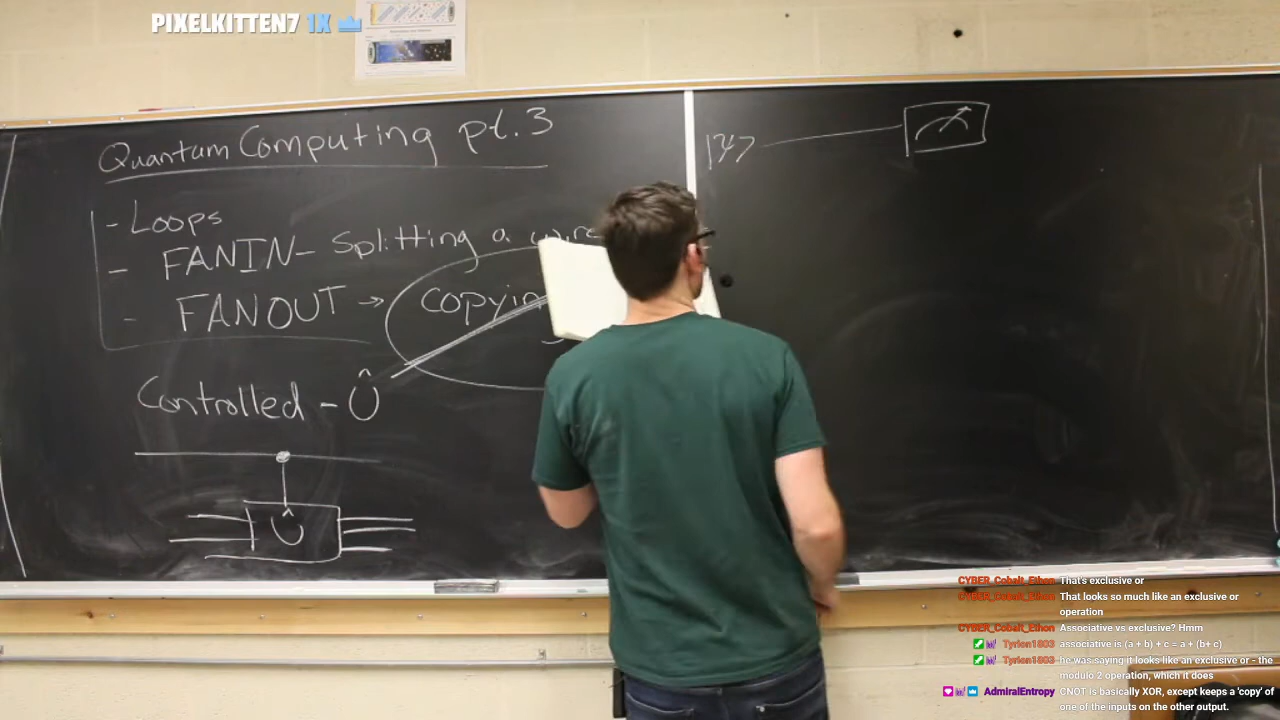 PIXELKITTEN7 1X
Quantum Computing pt.3
- Loops
- FANIN- Splitting a wire
- FANOUT → copying
Controlled - Û
Û
|Ψ>
CYBER_Cobalt_Ethon That's exclusive or
CYBER_Cobalt_Ethon That looks so much like an exclusive or
operation
CYBER_Cobalt_Ethon Associative vs exclusive? Hmm
Tyrion1803 associative is (a + b) + c = a + (b+ c)
Tyrion1803 he was saying it looks like an exclusive or - the
modulo 2 operation, which it does
AdmiralEntropy CNOT is basically XOR, except keeps a 'copy' of
one of the inputs on the other output.